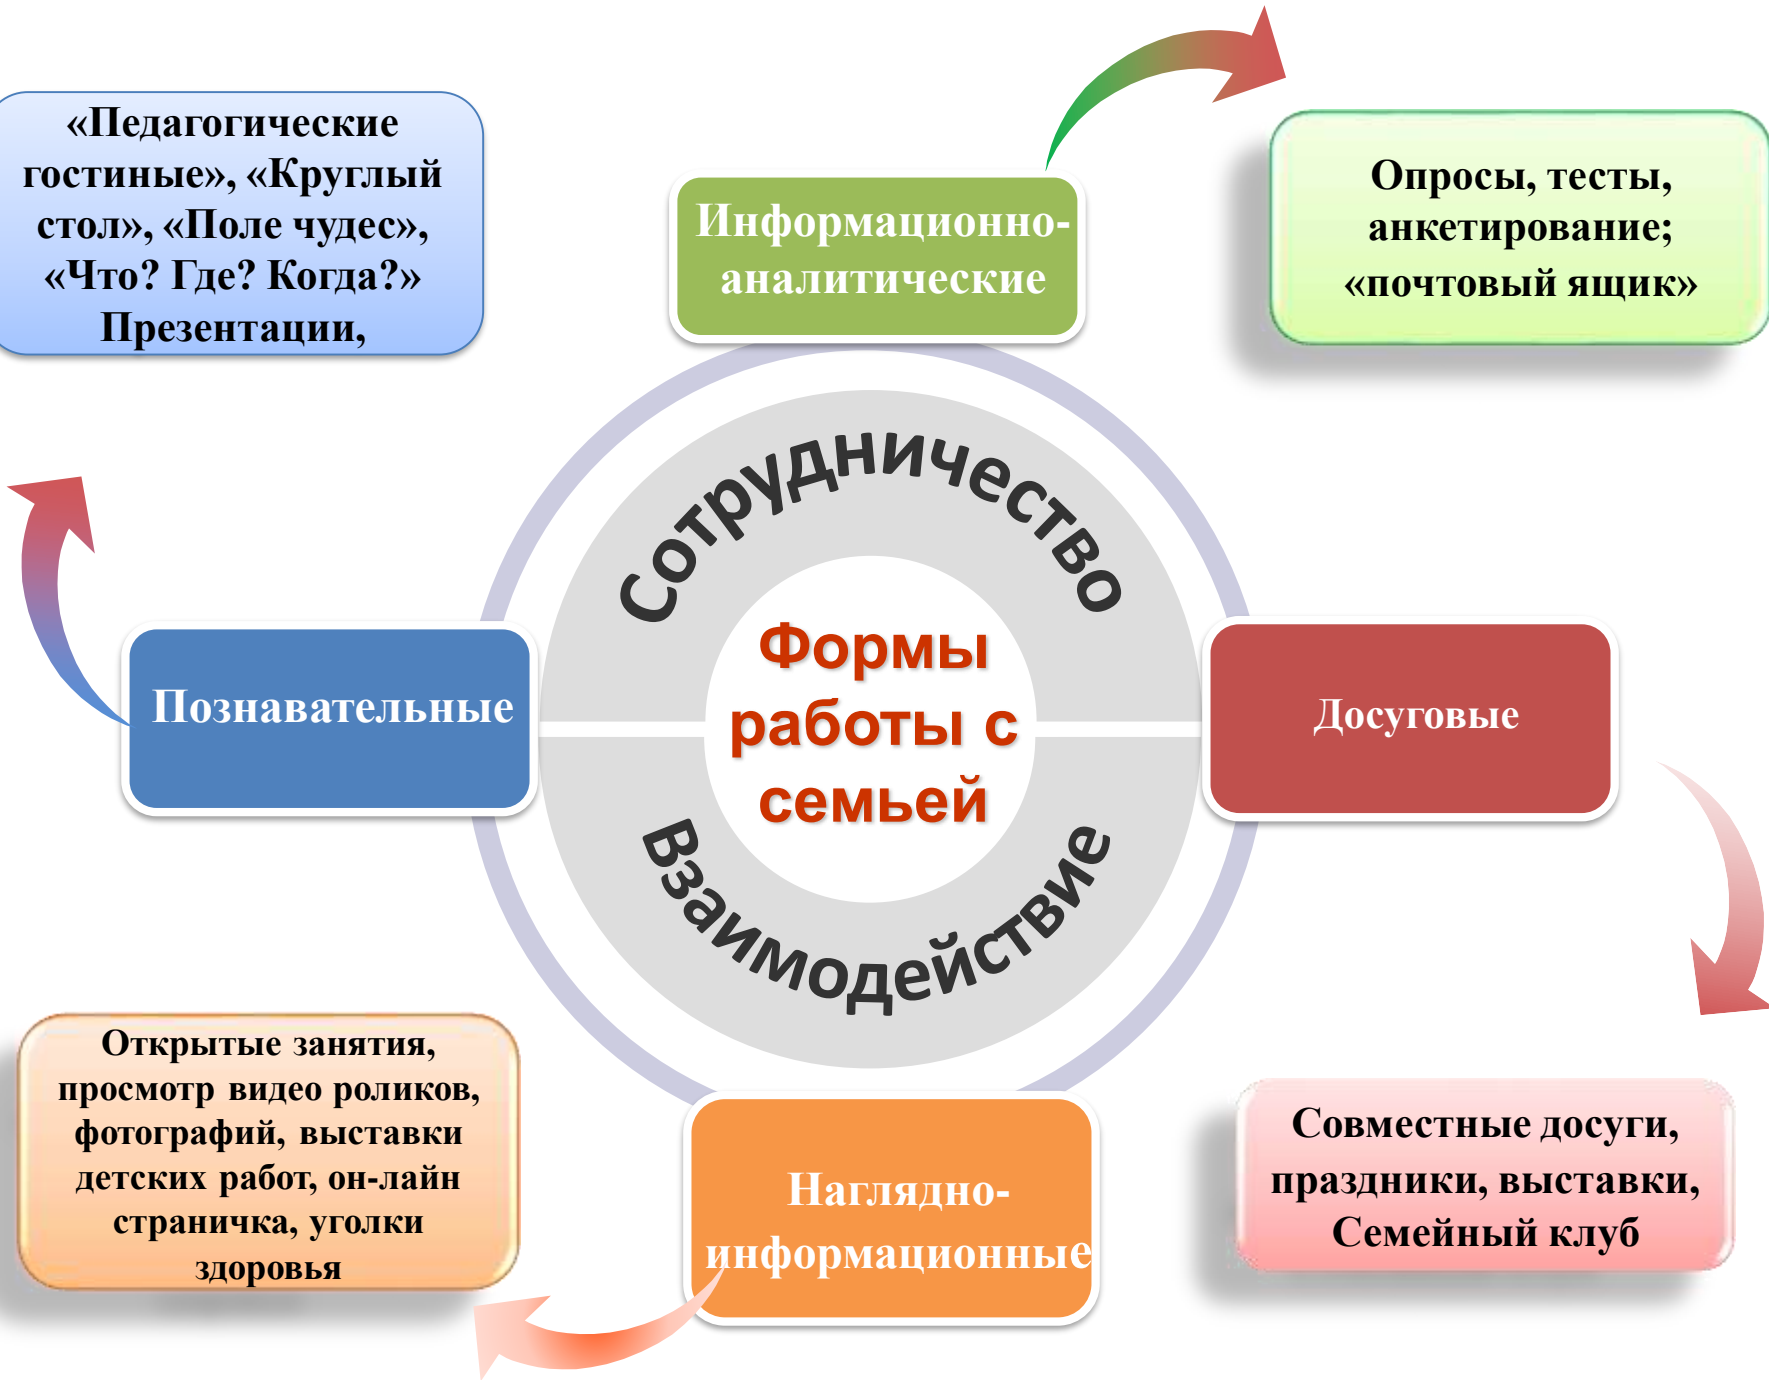 «Педагогические
гостиные», «Круглый
стол», «Поле чудес»,
«Что? Где? Когда?»
Презентации,
Информационно-
аналитические
Опросы, тесты,
анкетирование;
«почтовый ящик»
Сотрудничество
Формы
работы с
семьей
Взаимодействие
Познавательные
Досуговые
Открытые занятия,
просмотр видео роликов,
фотографий, выставки
детских работ, он-лайн
страничка, уголки
здоровья
Наглядно-
информационные
Совместные досуги,
праздники, выставки,
Семейный клуб